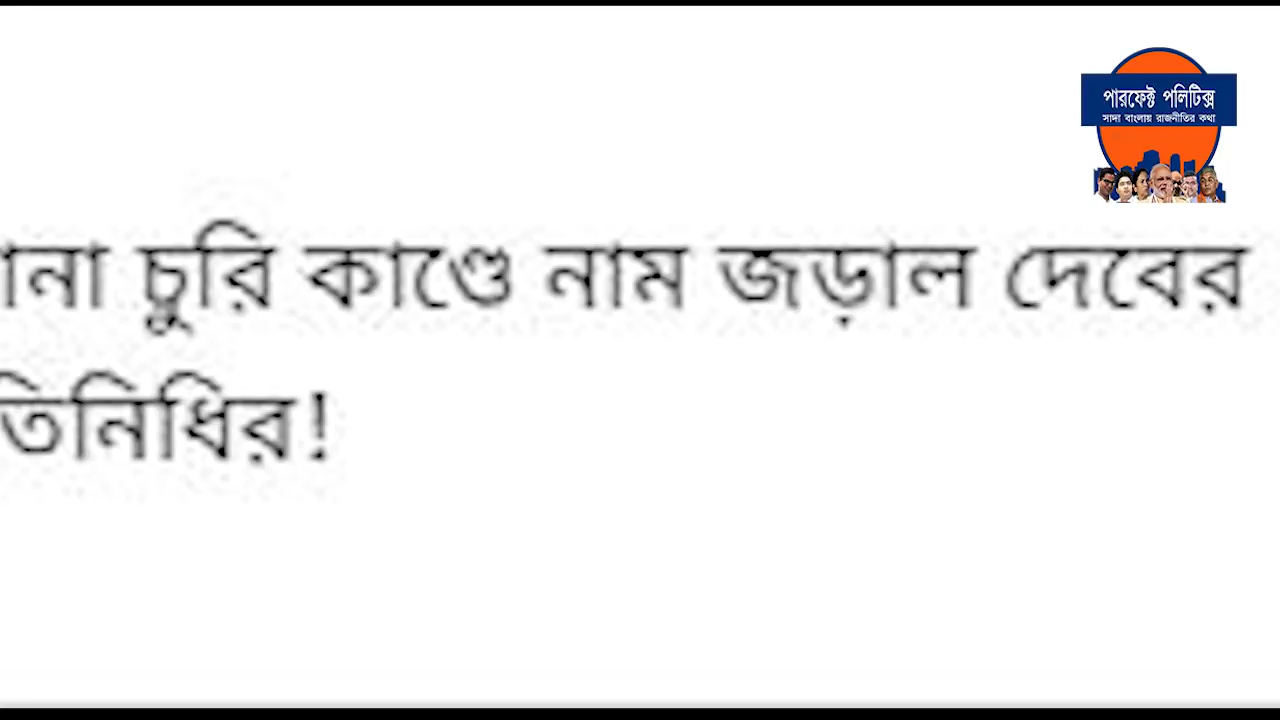 পারফেক্ট পলিটিক্স
সাদা বাংলায় রাজনীতির কথা
ানা চুরি কাণ্ডে নাম জড়াল দেবের
তিনিধির!